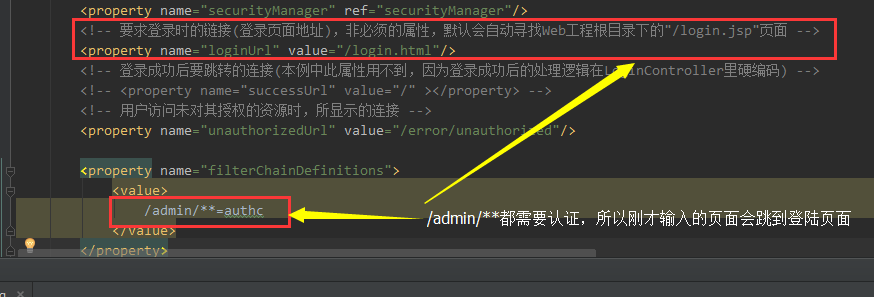 <property name="securityManager" ref="securityManager"/>
<!-- 要求登录时的链接(登录页面地址)，非必须的属性，默认会自动寻找Web工程根目录下的"/login.jsp"页面 -->
<property name="loginUrl" value="/login.html"/>
<!-- 登录成功后要跳转的连接(本例中此属性用不到，因为登录成功后的处理逻辑在LoginController里硬编码) -->
<!-- <property name="successUrl" value="/" ></property> -->
<!-- 用户访问未对其授权的资源时，所显示的连接 -->
<property name="unauthorizedUrl" value="/error/unauthorized"/>
<property name="filterChainDefinitions">
<value>
/admin/**=authc
/admin/**都需要认证，所以刚才输入的页面会跳到登陆页面
</value>
</property>